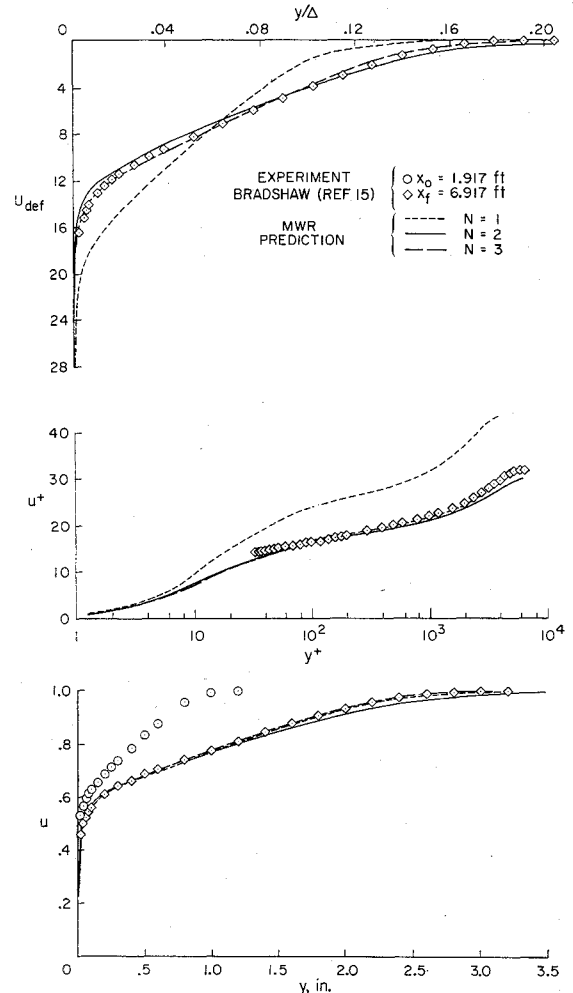 y/Δ
0 .04 .08 .12 .16 .20
0
4
8
12
16
20
24
28
U def
EXPERIMENT
BRADSHAW (REF 15)
x₀ = 1.917 ft
x_f = 6.917 ft
MWR
PREDICTION
N = 1
N = 2
N = 3
40
30
20
10
0
u⁺
1 10 10² 10³ 10⁴
y⁺
1.0
.8
.6
.4
.2
0
u
.5 1.0 1.5 2.0 2.5 3.0 3.5
y, in.